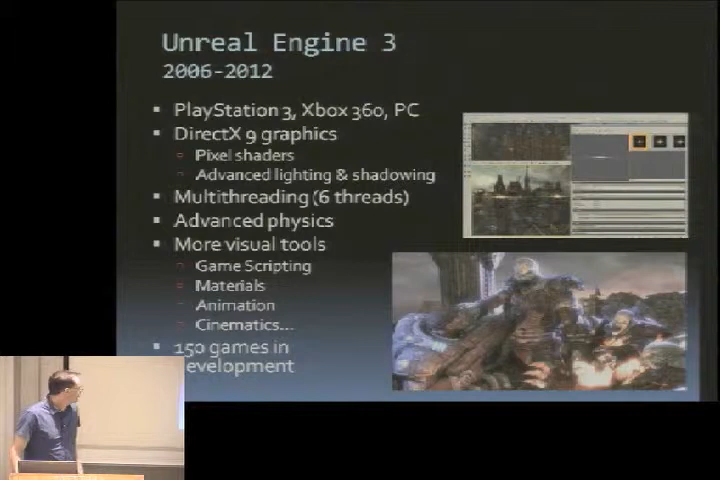 Unreal Engine 3
2006-2012
PlayStation 3, Xbox 360, PC
DirectX 9 graphics
Pixel shaders
Advanced lighting & shadowing
Multithreading (6 threads)
Advanced physics
More visual tools
Game Scripting
Materials
Animation
Cinematics...
150 games in
evelopment